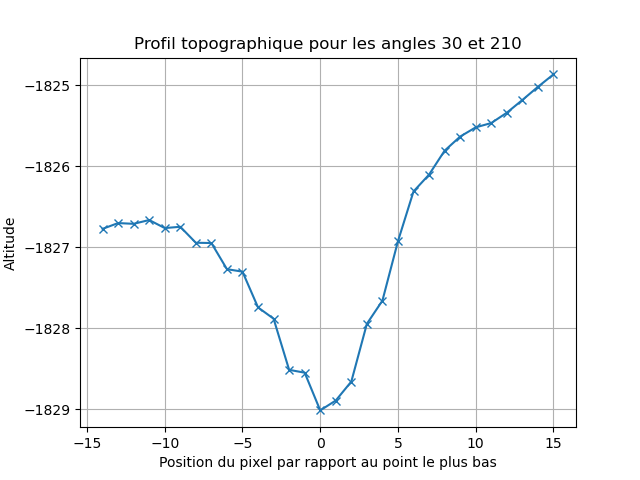 Profil topographique pour les angles 30 et 210
Altitude
−1825
−1826
−1827
−1828
−1829
−15 −10 −5 0 5 10 15
Position du pixel par rapport au point le plus bas